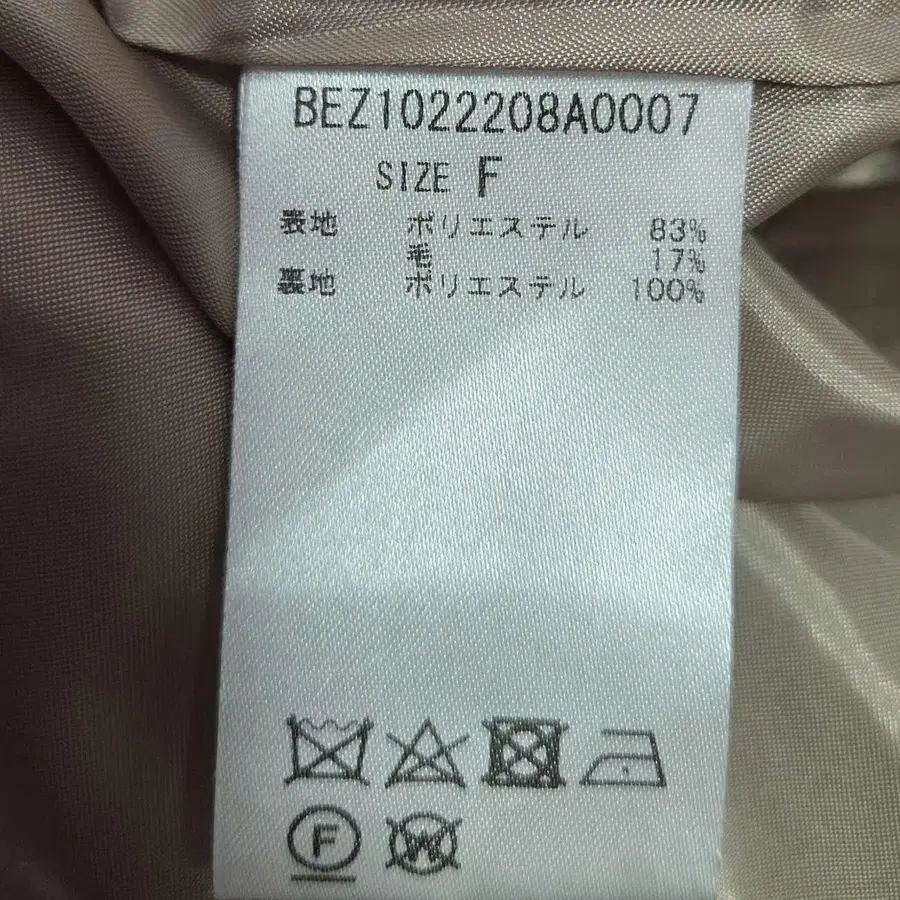 BEZ1022208A0007
SIZE F
表地 ポリエステル 83%
毛 17%
裏地 ポリエステル 100%
F
W